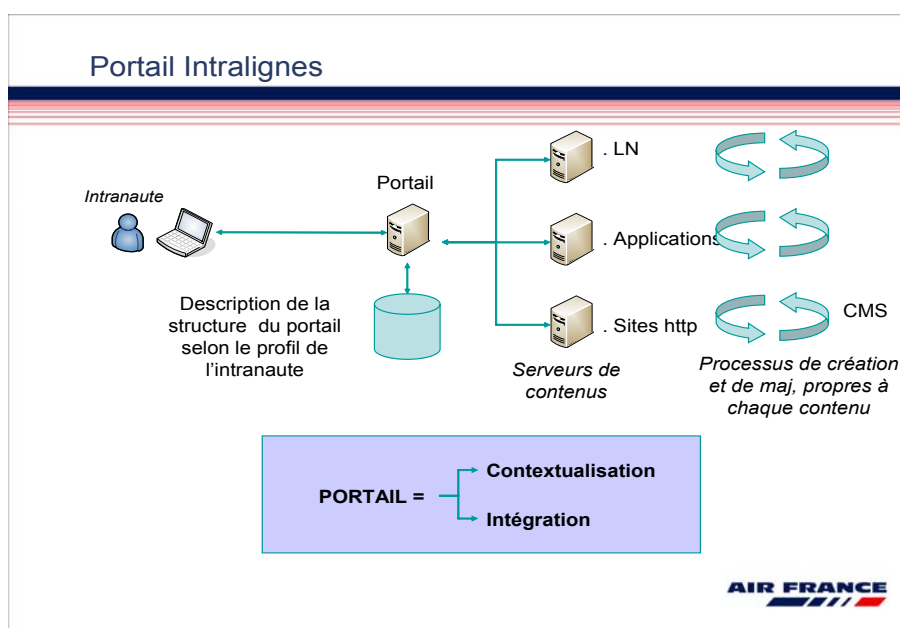 Portail Intralignes
Intranaute
Portail
. LN
. Applications
. Sites http
CMS
Description de la
structure du portail
selon le profil de
l'intranaute
Serveurs de
contenus
Processus de création
et de maj, propres à
chaque contenu
PORTAIL =
Contextualisation
Intégration
AIR FRANCE